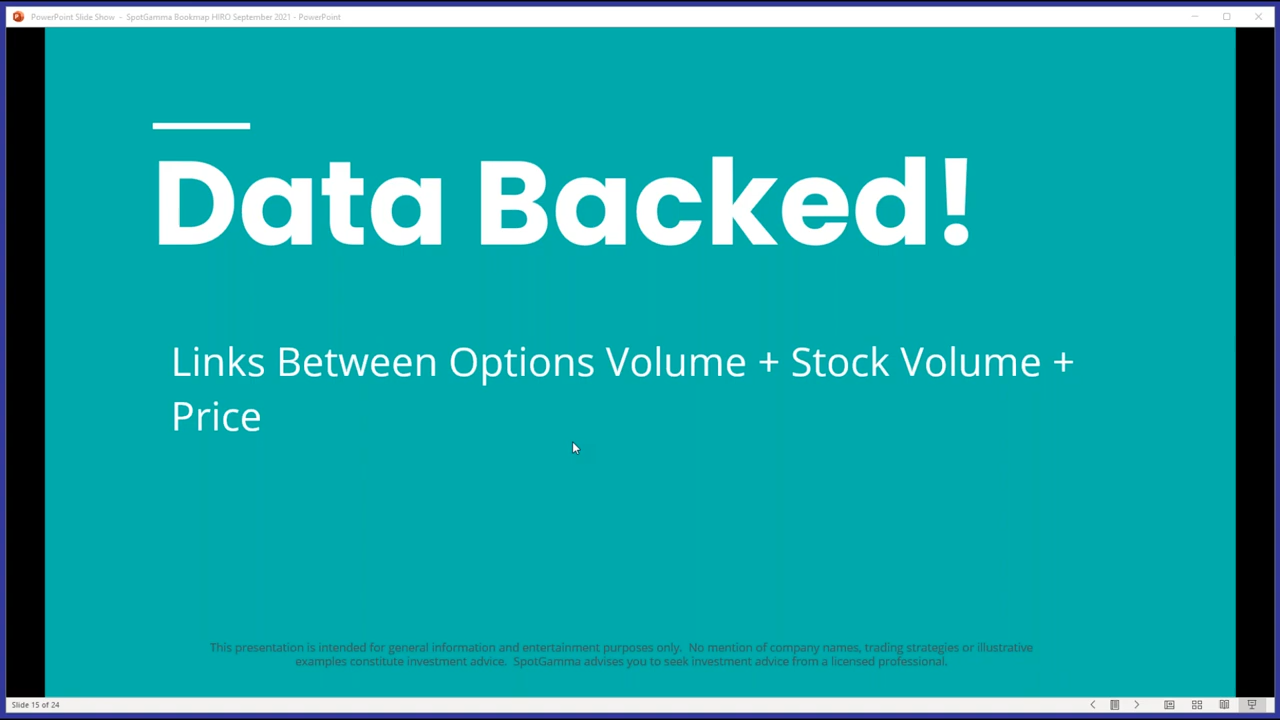 PowerPoint Slide Show - SpotGamma Bookmap HIRO September 2021 - PowerPoint
Data Backed!
Links Between Options Volume + Stock Volume +
Price
This presentation is intended for general information and entertainment purposes only. No mention of company names, trading strategies or illustrative
examples constitute investment advice. SpotGamma advises you to seek investment advice from a licensed professional.
Slide 15 of 24